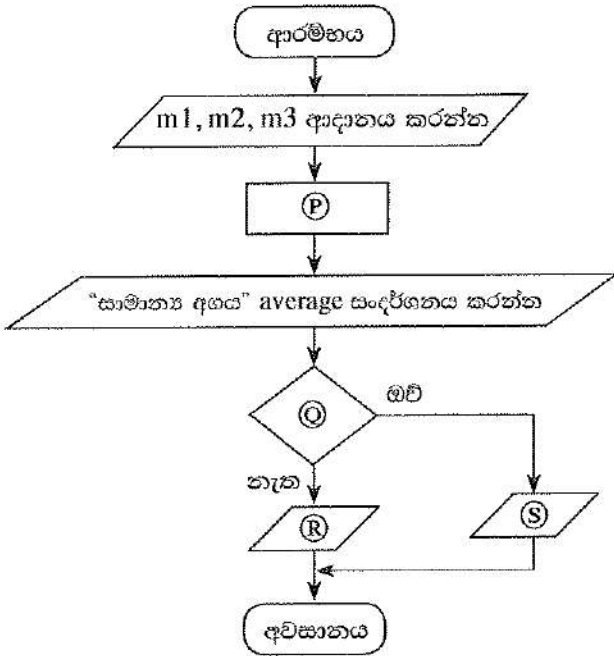 ආරම්භය
m1, m2, m3 ආදානය කරන්න
P
“සාමාන්‍ය අගය” average සංදර්ශනය කරන්න
Q
ඔව්
නැත
R
S
අවසානය